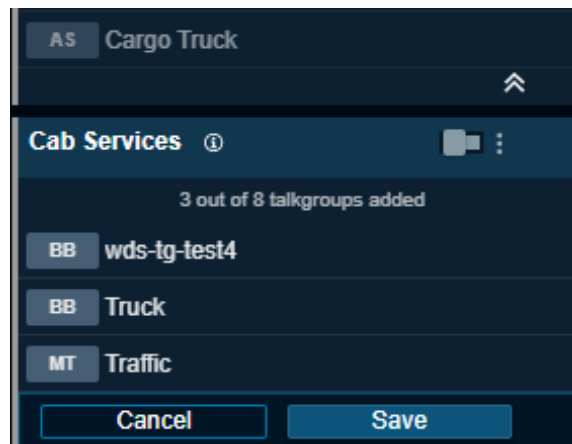 AS Cargo Truck
Cab Services
3 out of 8 talkgroups added
BB wds-tg-test4
BB Truck
MT Traffic
Cancel Save